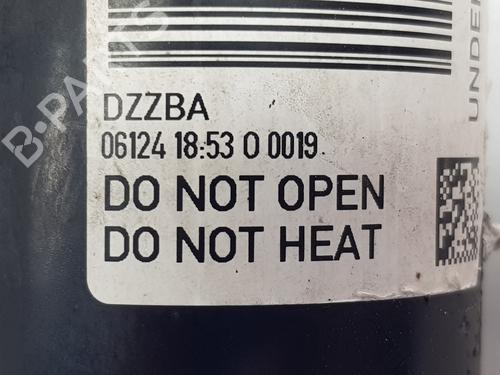 DZZBA
06124 18:53 0 0019
DO NOT OPEN
DO NOT HEAT
UNDE
B-PARTS